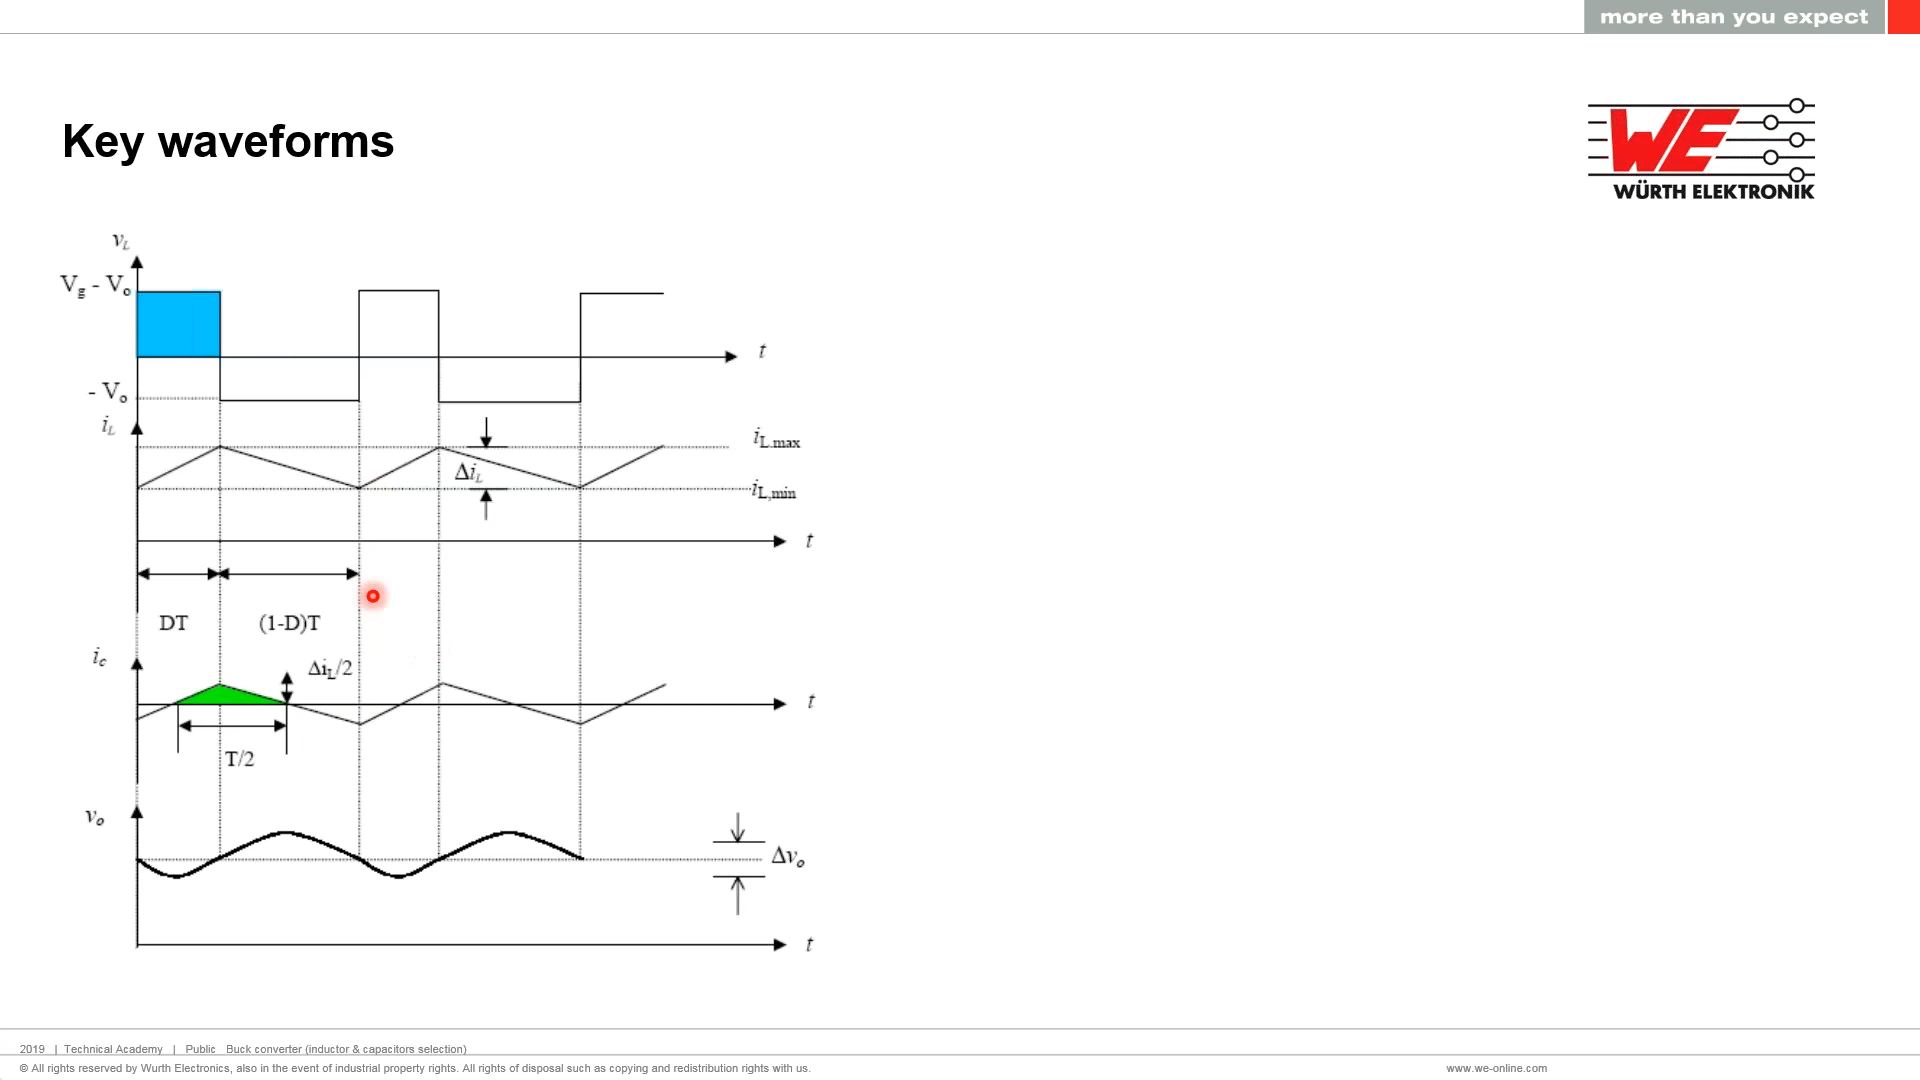 more than you expect
Key waveforms
WE
WÜRTH ELEKTRONIK
vL
Vg - Vo
t
- Vo
iL
iL.max
ΔiL
iL,min
t
DT
(1-D)T
ic
ΔiL/2
t
T/2
vo
Δvo
t
2019 | Technical Academy | Public Buck converter (inductor & capacitors selection)
© All rights reserved by Wurth Electronics, also in the event of industrial property rights. All rights of disposal such as copying and redistribution rights with us.
www.we-online.com